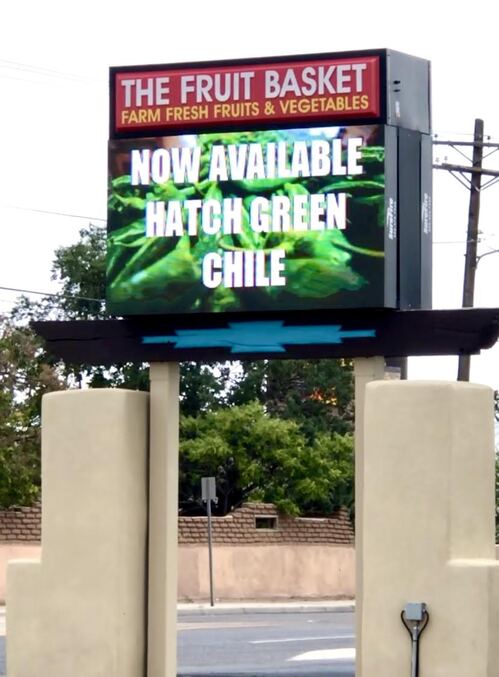 THE FRUIT BASKET
FARM FRESH FRUITS & VEGETABLES
NOW AVAILABLE
HATCH GREEN
CHILE